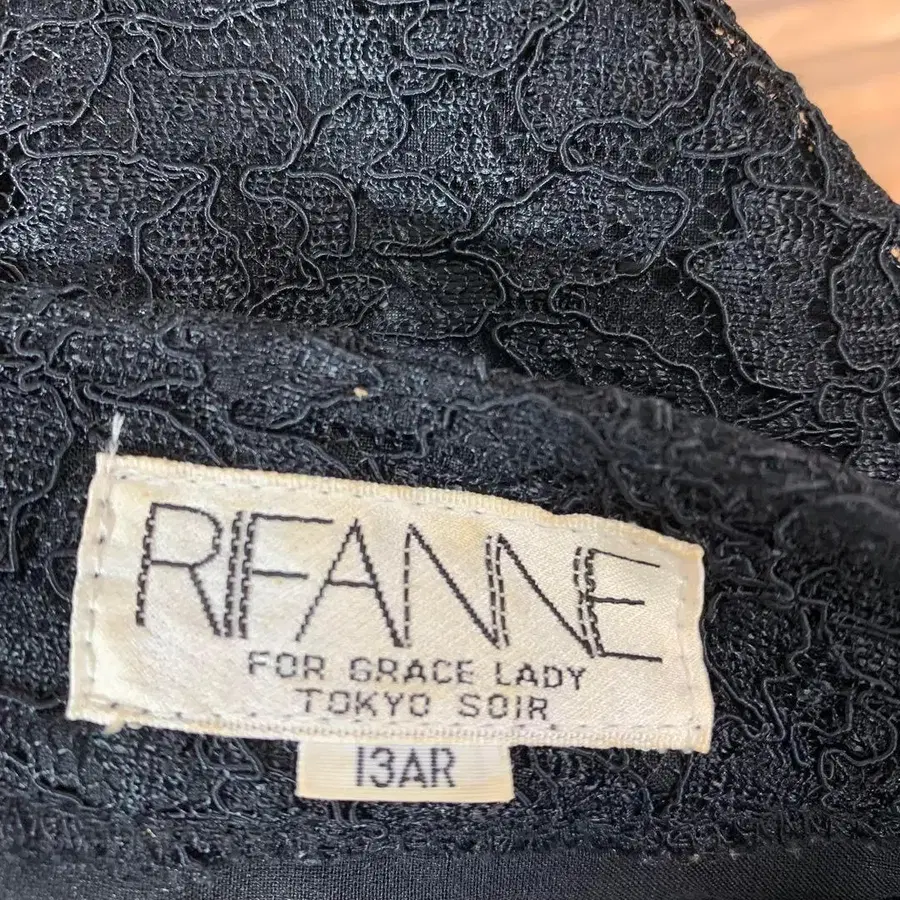 RIFANNE
FOR GRACE LADY
TOKYO SOIR
13AR